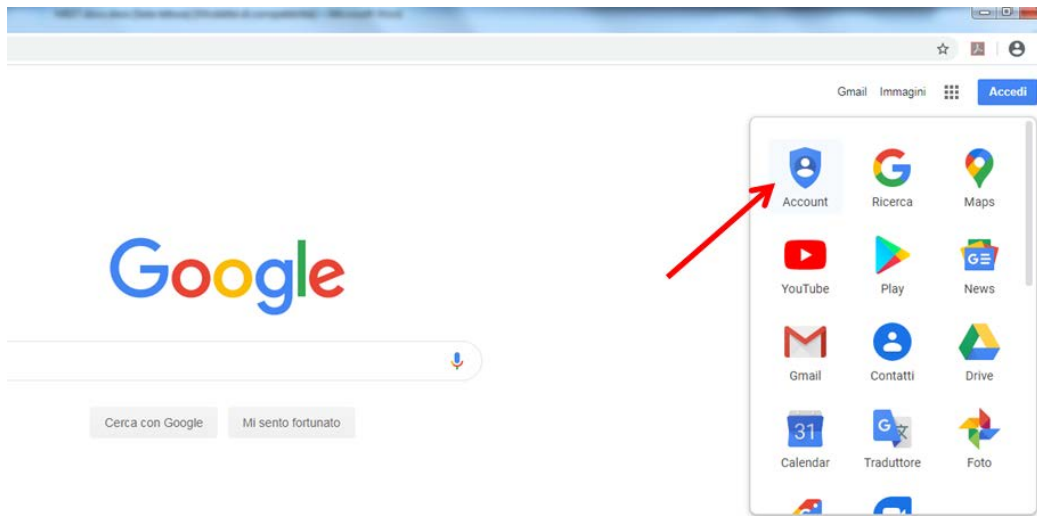 Gmail Immagini Accedi
Account Ricerca Maps
Google
YouTube Play News
Gmail Contatti Drive
Cerca con Google Mi sento fortunato
31
Calendar Traduttore Foto